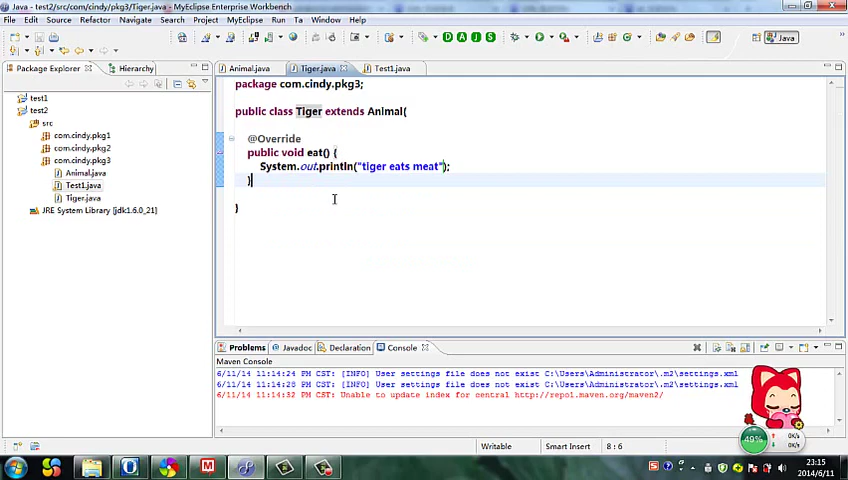 Java - test2/src/com/cindy/pkg3/Tiger.java - MyEclipse Enterprise Workbench
File Edit Source Refactor Navigate Search Project MyEclipse Run Ta Window Help
Java
Package Explorer Hierarchy
Animal.java Tiger.java Test1.java
test1
test2
src
com.cindy.pkg1
com.cindy.pkg2
com.cindy.pkg3
Animal.java
Test1.java
Tiger.java
JRE System Library [jdk1.6.0_21]
package com.cindy.pkg3;
public class Tiger extends Animal{
@Override
public void eat() {
System.out.println("tiger eats meat");
}
}
Problems Javadoc Declaration Console
Maven Console
6/11/14 11:14:24 PM CST: [INFO] User settings file does not exist C:\Users\Administrator\.m2\settings.xml
6/11/14 11:14:28 PM CST: [INFO] User settings file does not exist C:\Users\Administrator\.m2\settings.xml
6/11/14 11:14:32 PM CST: Unable to update index for central http://repo1.maven.org/maven2/
49%
0K/s
0K/s
Writable Smart Insert 8 : 6
23:15
2014/6/11